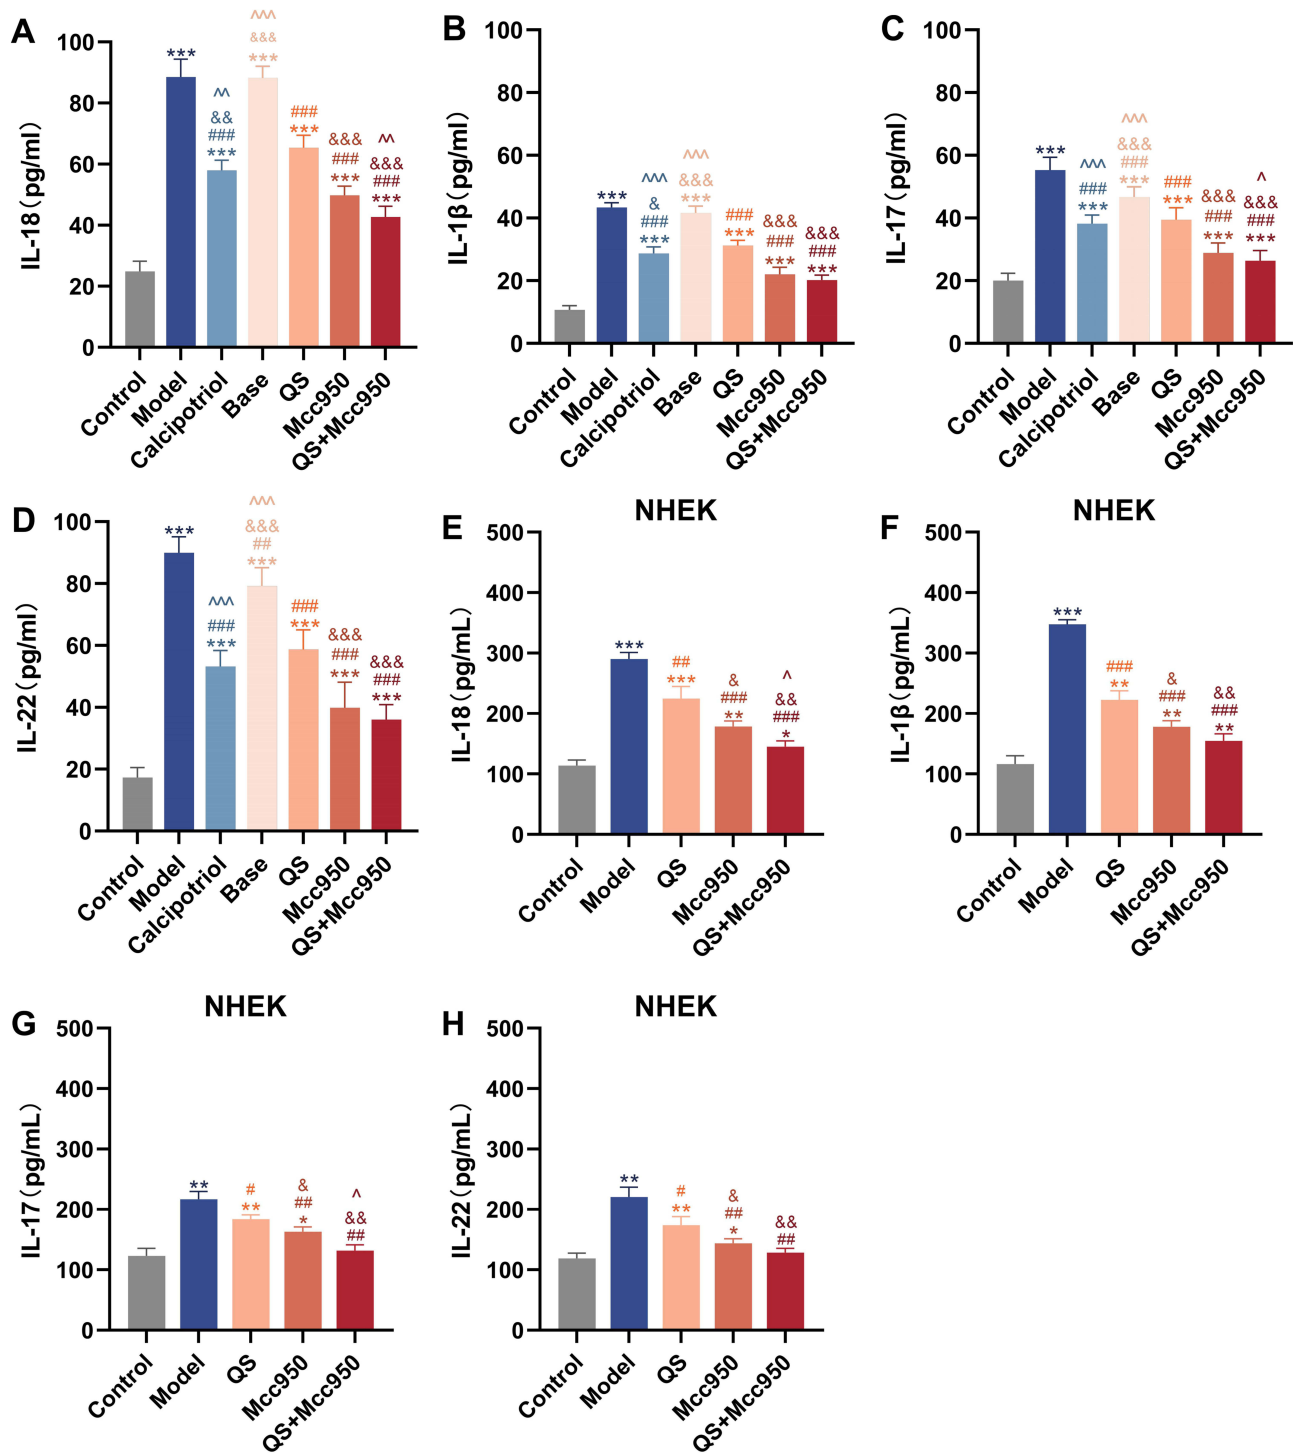 A
IL-18(pg/ml)
100
80
60
40
20
0
***
^^
&&
###
***
^^^
&&&
***
###
***
&&&
###
***
^^
&&&
###
***
Control
Model
Calcipotriol
Base
QS
Mcc950
QS+Mcc950
B
IL-1β(pg/ml)
100
80
60
40
20
0
***
^^^
&
###
***
^^^
&&&
***
###
***
&&&
###
***
&&&
###
***
Control
Model
Calcipotriol
Base
QS
Mcc950
QS+Mcc950
C
IL-17(pg/ml)
100
80
60
40
20
0
***
^^^
###
***
^^^
&&&
###
***
###
***
&&&
###
***
^
&&&
###
***
Control
Model
Calcipotriol
Base
QS
Mcc950
QS+Mcc950
D
IL-22(pg/ml)
100
80
60
40
20
0
***
^^^
###
***
^^^
&&&
##
***
###
***
&&&
###
***
&&&
###
***
Control
Model
Calcipotriol
Base
QS
Mcc950
QS+Mcc950
E
NHEK
IL-18(pg/mL)
500
400
300
200
100
0
***
##
***
&
###
**
^
&&
###
*
Control
Model
QS
Mcc950
QS+Mcc950
F
NHEK
IL-1β(pg/mL)
500
400
300
200
100
0
***
###
**
&
###
**
&&
###
**
Control
Model
QS
Mcc950
QS+Mcc950
G
NHEK
IL-17(pg/mL)
500
400
300
200
100
0
**
#
**
&
##
*
^
&&
##
Control
Model
QS
Mcc950
QS+Mcc950
H
NHEK
IL-22(pg/mL)
500
400
300
200
100
0
**
#
**
&
##
*
&&
##
Control
Model
QS
Mcc950
QS+Mcc950